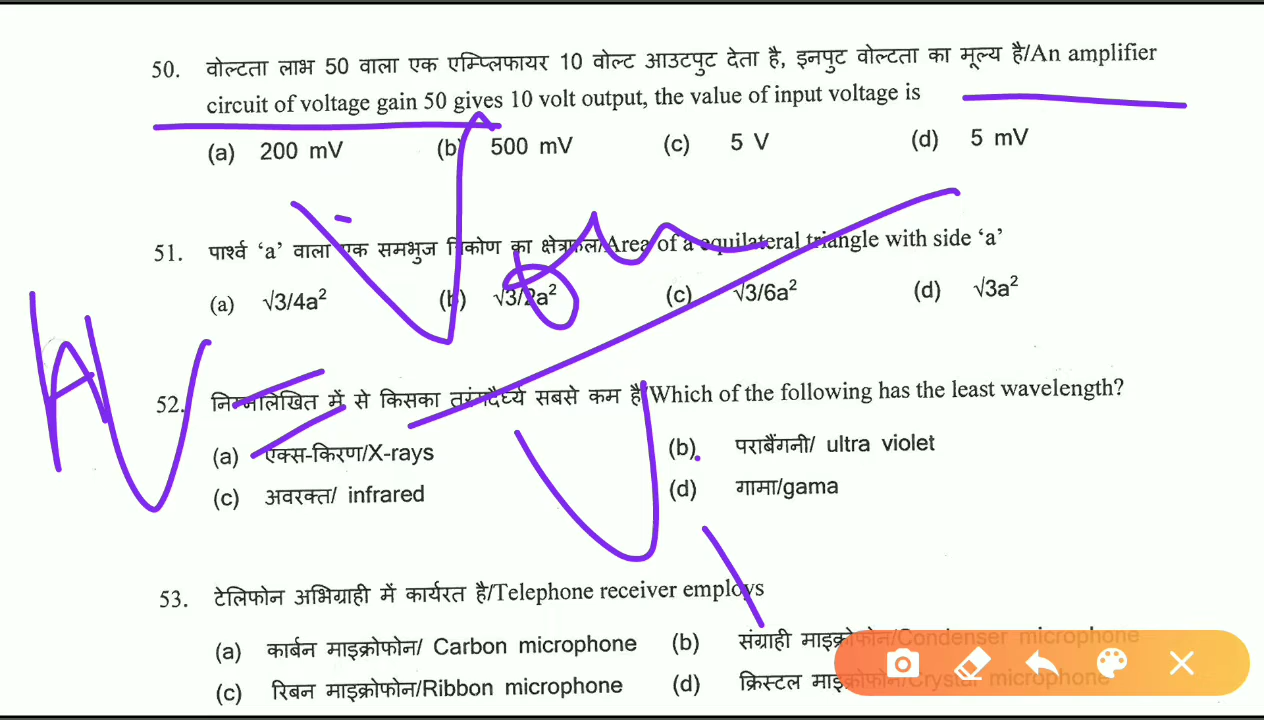 50. वोल्टता लाभ 50 वाला एक एम्प्लिफायर 10 वोल्ट आउटपुट देता है, इनपुट वोल्टता का मूल्य है/An amplifier
circuit of voltage gain 50 gives 10 volt output, the value of input voltage is
(a) 200 mV (b) 500 mV (c) 5 V (d) 5 mV
51. पार्श्व ‘a’ वाला एक समभुज त्रिकोण का क्षेत्रफल/Area of a equilateral triangle with side ‘a’
(a) √3/4a² (b) √3/2a² (c) √3/6a² (d) √3a²
52. निम्नलिखित में से किसका तरंगदैर्ध्य सबसे कम है/Which of the following has the least wavelength?
(a) एक्स-किरण/X-rays (b) पराबैंगनी/ ultra violet
(c) अवरक्त/ infrared (d) गामा/gama
53. टेलिफोन अभिग्राही में कार्यरत है/Telephone receiver employs
(a) कार्बन माइक्रोफोन/ Carbon microphone (b) संग्राही माइक्रोफोन/Condenser microphone
(c) रिबन माइक्रोफोन/Ribbon microphone (d) क्रिस्टल माइक्रोफोन/Crystal microphone